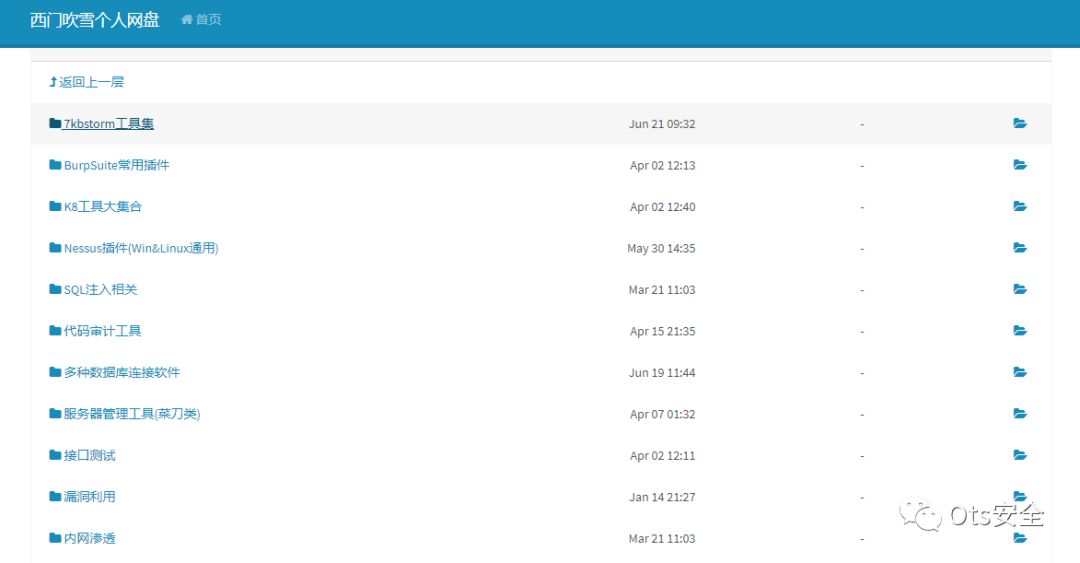 西门吹雪个人网盘 首页
返回上一层
7kbstorm工具集 Jun 21 09:32 -
BurpSuite常用插件 Apr 02 12:13 -
K8工具大集合 Apr 02 12:40 -
Nessus插件(Win&Linux通用) May 30 14:35 -
SQL注入相关 Mar 21 11:03 -
代码审计工具 Apr 15 21:35 -
多种数据库连接软件 Jun 19 11:44 -
服务器管理工具(菜刀类) Apr 07 01:32 -
接口测试 Apr 02 12:11 -
漏洞利用 Jan 14 21:27 -
Ots安全
内网渗透 Mar 21 11:03 -